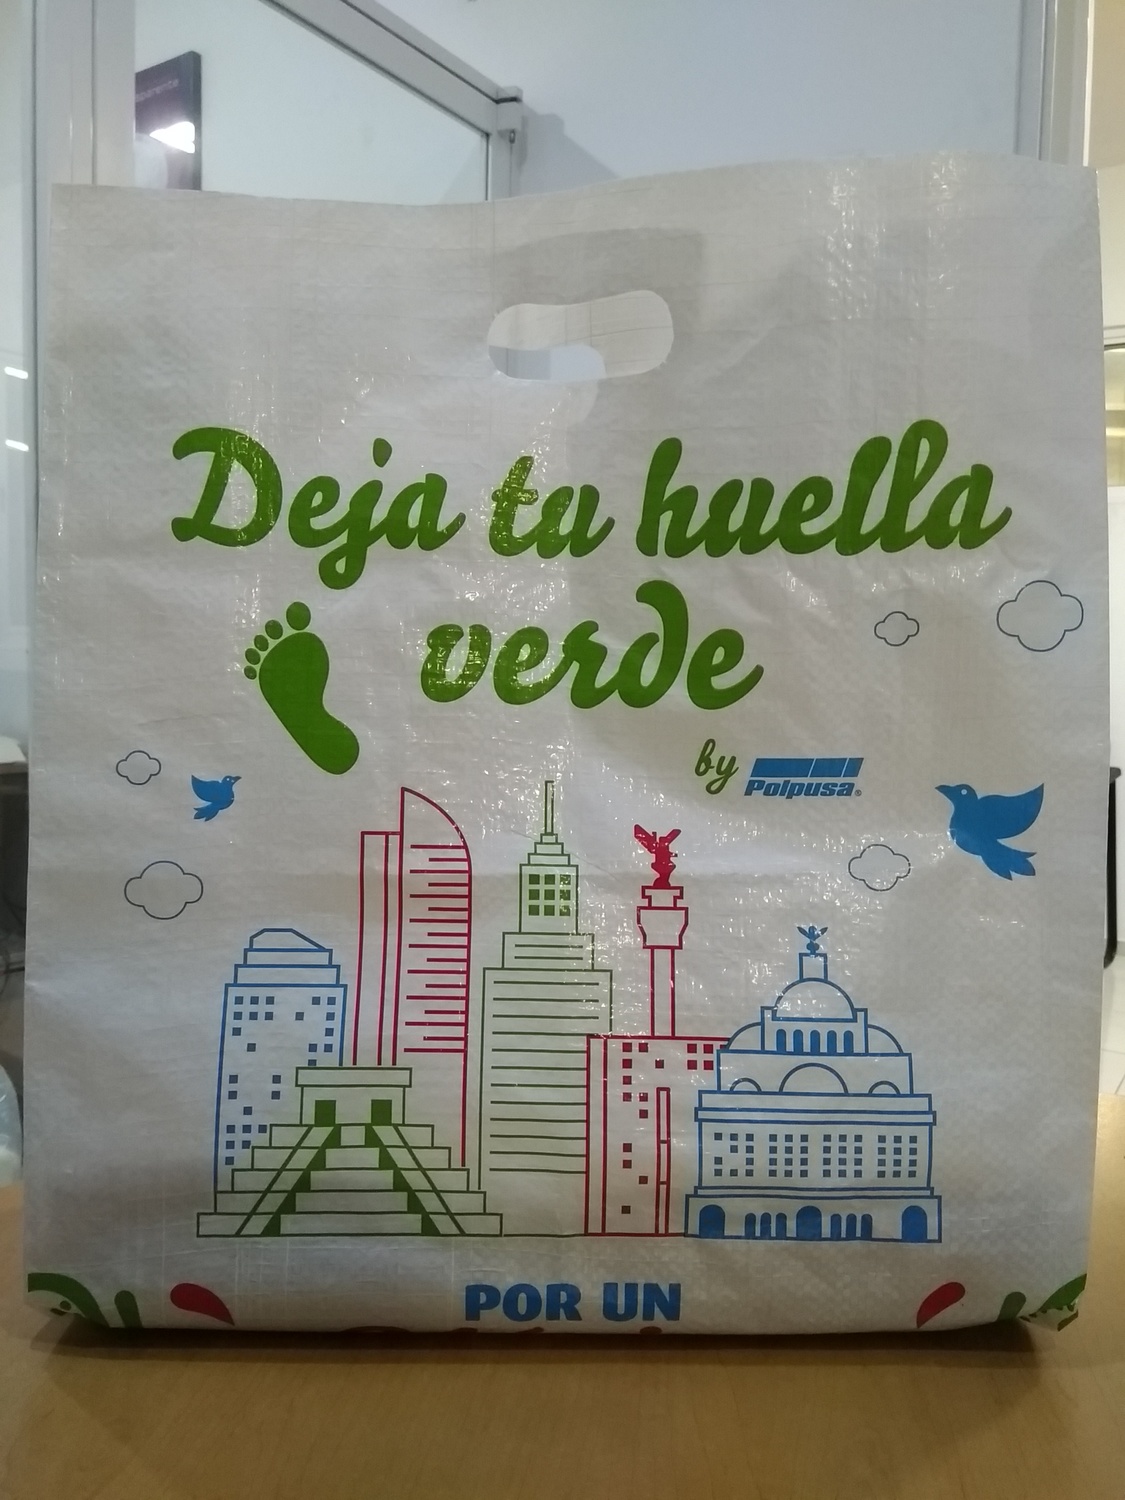 Deja tu huella
verde
by Polpusa®
POR UN